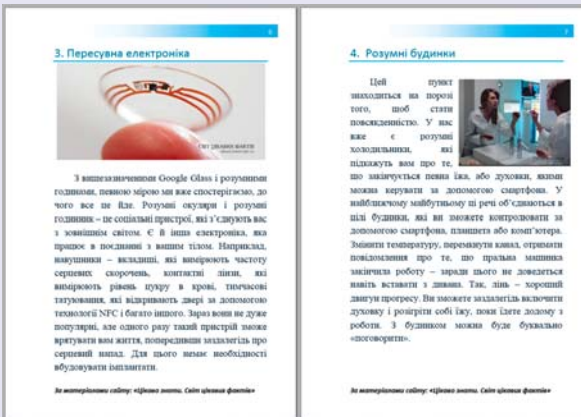 6
3. Пересувна електроніка
СВІТ ЦІКАВИХ ФАКТІВ
З вищезазначеними Google Glass і розумними
годинами, певною мірою ми вже спостерігаємо, до
чого все це йде. Розумні окуляри і розумні
годинник – це соціальні пристрої, які з’єднують вас
з зовнішнім світом. Є й інша електроніка, яка
працює в поєднанні з вашим тілом. Наприклад,
навушники – вкладиші, які вимірюють частоту
серцевих скорочень, контактні лінзи, які
вимірюють рівень цукру в крові, тимчасові
татуювання, які відкривають двері за допомогою
технології NFC і багато іншого. Зараз вони не дуже
популярні, але одного разу такий пристрій зможе
врятувати вам життя, попередивши заздалегідь про
серцевий напад. Для цього немає необхідності
вбудовувати імплантати.
За матеріалами сайту: «Цікаво знати. Світ цікавих фактів»
7
4. Розумні будинки
Цей пункт
знаходиться на порозі
того, щоб стати
повсякденністю. У нас
вже є розумні
холодильники, які
підкажуть вам про те,
що закінчується певна їжа, або духовки, якими
можна керувати за допомогою смартфона. У
найближчому майбутньому ці речі об’єднаються в
цілі будинки, які ви зможете контролювати за
допомогою смартфона, планшета або комп’ютера.
Змінити температуру, перемкнути канал, отримати
повідомлення про те, що пральна машинка
закінчила роботу – заради цього не доведеться
навіть вставати з дивана. Так, лінь – хороший
двигун прогресу. Ви зможете заздалегідь включити
духовку і розігріти собі їжу, поки їдете додому з
роботи. З будинком можна буде буквально
«поговорити».
За матеріалами сайту: «Цікаво знати. Світ цікавих фактів»